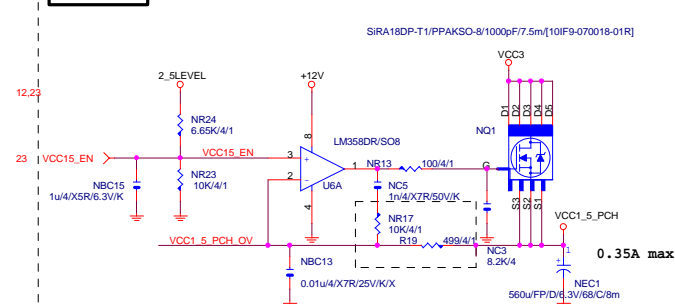 SiRA18DP-T1/PPAKSO-8/1000pF/7.5m/[10IF9-070018-01R]
VCC3
2_5LEVEL
+12V
12,23
D1
D2
D3
D4
D5
NR24
6.65K/4/1
LM358DR/SO8
NQ1
8
23
VCC15_EN
VCC15_EN
3
+
1
NR13
100/4/1
G
2
-
U6A
NBC15
1u/4/X5R/6.3V/K
NR23
10K/4/1
4
NC5
1n/4/X7R/50V/K
S3
S2
S1
NR17
10K/4/1
VCC1_5_PCH
VCC1_5_PCH_OV
R19
499/4/1
NC3
8.2K/4
0.35A max
1
+
NBC13
0.01u/4/X7R/25V/K/X
NEC1
560u/FP/D/6.3V/68/C/8m